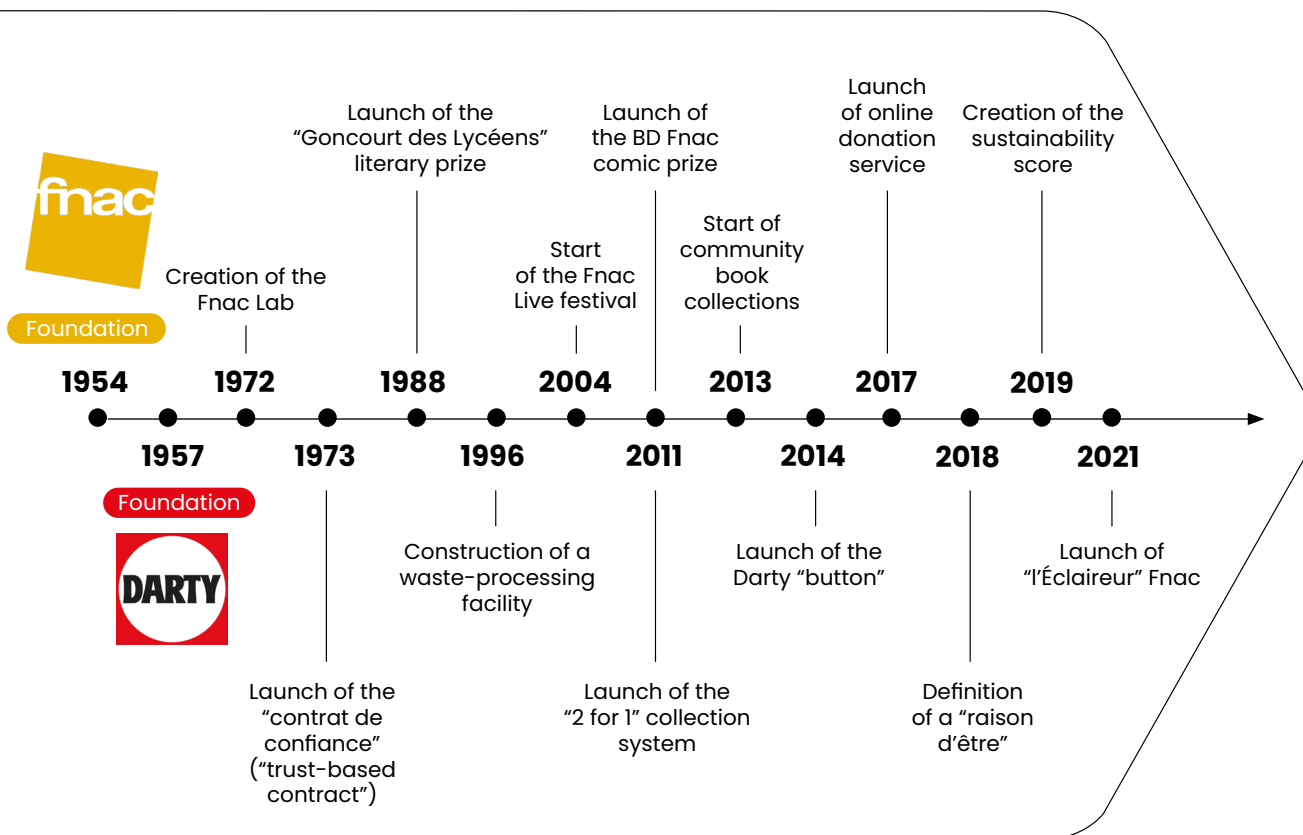 Launch of the
“Goncourt des Lycéens”
literary prize
Launch of
the BD Fnac
comic prize
Launch
of online
donation
service
Creation of the
sustainability
score
fnac
Creation of the
Fnac Lab
Start
of the Fnac
Live festival
Start of
community
book
collections
Foundation
1954
1972
1988
2004
2013
2017
2019
1957
1973
1996
2011
2014
2018
2021
Foundation
DARTY
Construction of a
waste-processing
facility
Launch of the
Darty “button”
Launch of
“l’Éclaireur” Fnac
Launch of the
“contrat de
confiance”
(“trust-based
contract”)
Launch of the
“2 for 1” collection
system
Definition
of a “raison
d’être”